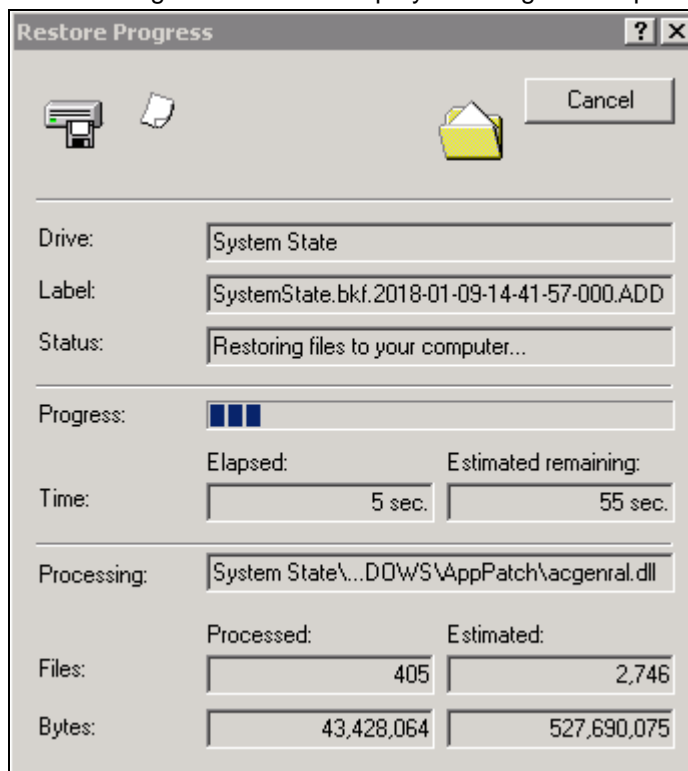 Restore Progress
Cancel
Drive: System State
Label: SystemState.bkf.2018-01-09-14-41-57-000.ADD
Status: Restoring files to your computer...
Progress:
Elapsed: Estimated remaining:
Time: 5 sec. 55 sec.
Processing: System State\...DOWS\AppPatch\acgenral.dll
Processed: Estimated:
Files: 405 2,746
Bytes: 43,428,064 527,690,075